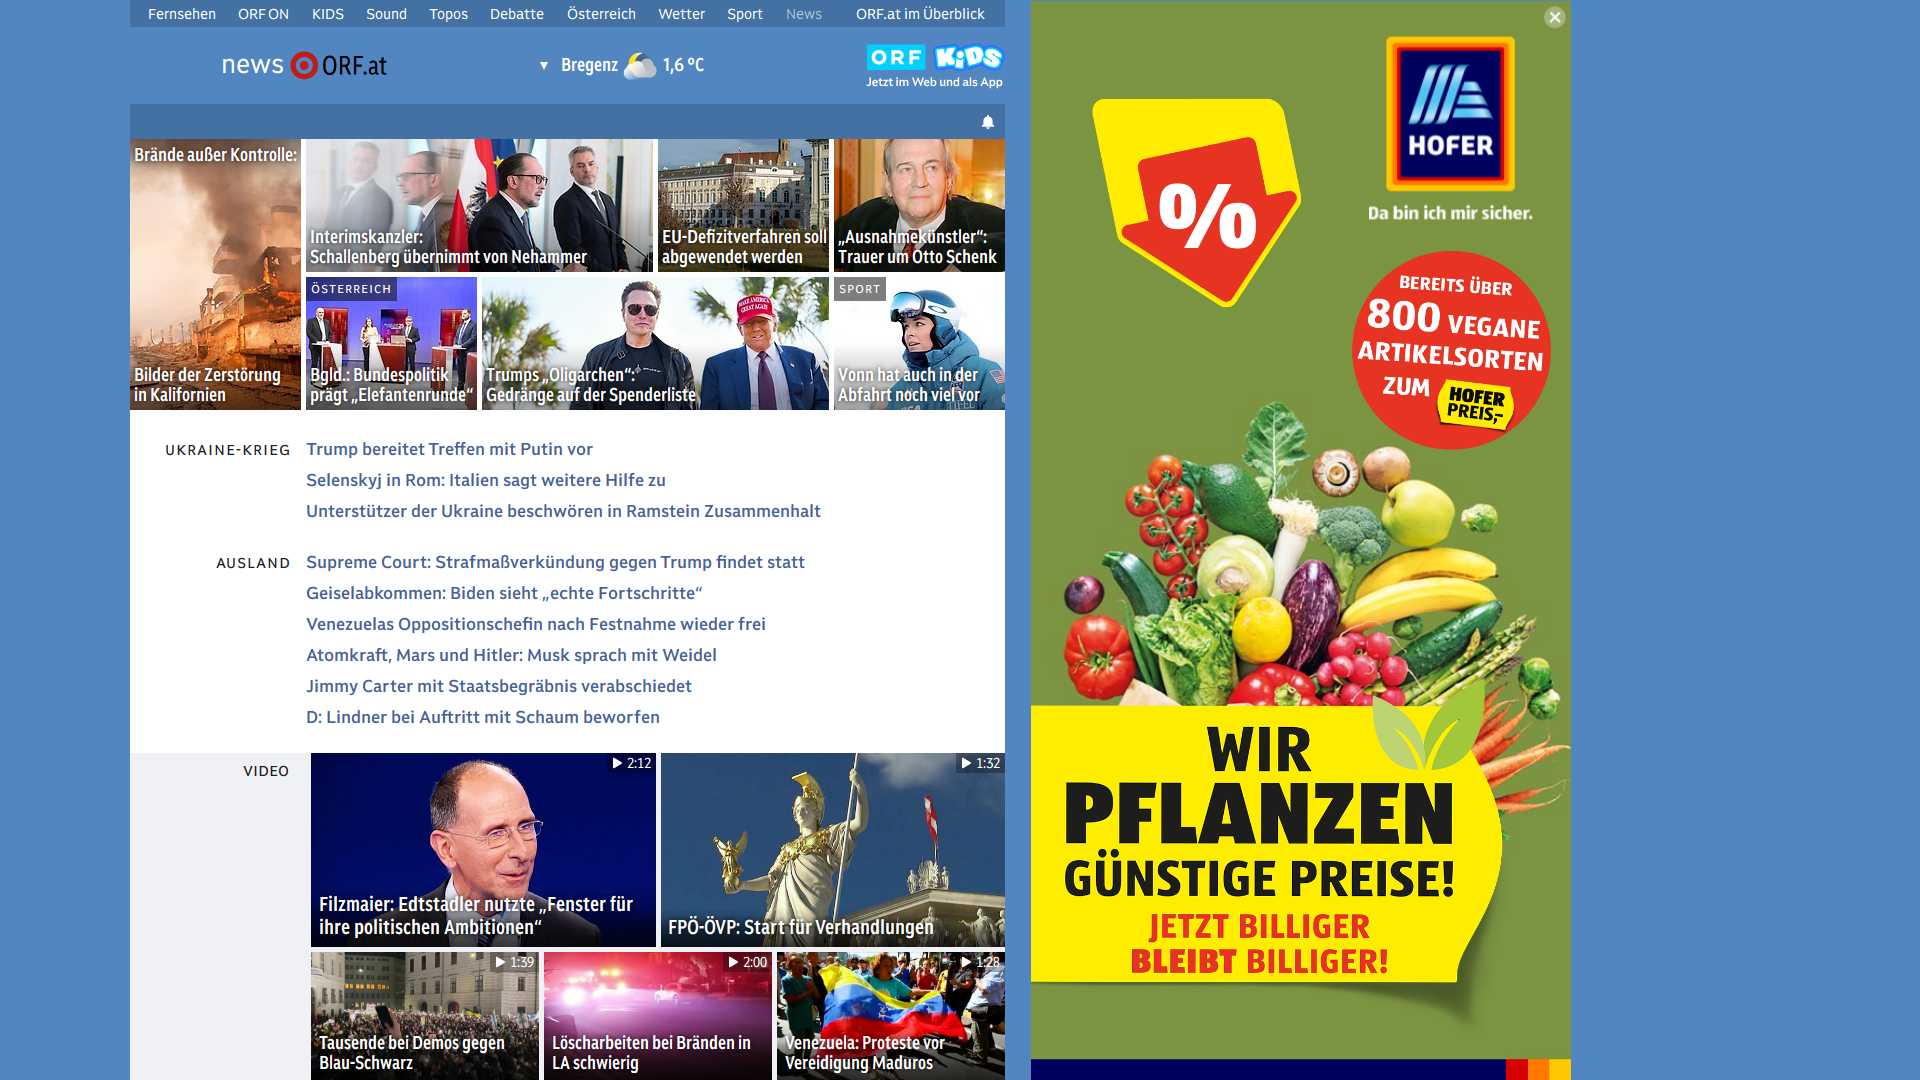 Fernsehen ORF ON KIDS Sound Topos Debatte Österreich Wetter Sport News ORF.at im Überblick
news ORF.at
Bregenz 1,6 °C
ORF KiDS
Jetzt im Web und als App
Brände außer Kontrolle:
Bilder der Zerstörung
in Kalifornien
Interimskanzler:
Schallenberg übernimmt von Nehammer
EU-Defizitverfahren soll
abgewendet werden
„Ausnahmekünstler“:
Trauer um Otto Schenk
ÖSTERREICH
Bgld.: Bundespolitik
prägt „Elefantenrunde“
MAKE AMERICA
GREAT AGAIN
Trumps „Oligarchen“:
Gedränge auf der Spenderliste
SPORT
Vonn hat auch in der
Abfahrt noch viel vor
UKRAINE-KRIEG
Trump bereitet Treffen mit Putin vor
Selenskyj in Rom: Italien sagt weitere Hilfe zu
Unterstützer der Ukraine beschwören in Ramstein Zusammenhalt
AUSLAND
Supreme Court: Strafmaßverkündung gegen Trump findet statt
Geiselabkommen: Biden sieht „echte Fortschritte“
Venezuelas Oppositionschefin nach Festnahme wieder frei
Atomkraft, Mars und Hitler: Musk sprach mit Weidel
Jimmy Carter mit Staatsbegräbnis verabschiedet
D: Lindner bei Auftritt mit Schaum beworfen
VIDEO
2:12
Filzmaier: Edtstadler nutzte „Fenster für
ihre politischen Ambitionen“
1:32
FPÖ-ÖVP: Start für Verhandlungen
1:39
Tausende bei Demos gegen
Blau-Schwarz
2:00
Löscharbeiten bei Bränden in
LA schwierig
1:28
Venezuela: Proteste vor
Vereidigung Maduros
%
HOFER
Da bin ich mir sicher.
BEREITS ÜBER
800 VEGANE
ARTIKELSORTEN
ZUM HOFER
PREIS,-
WIR
PFLANZEN
GÜNSTIGE PREISE!
JETZT BILLIGER
BLEIBT BILLIGER!